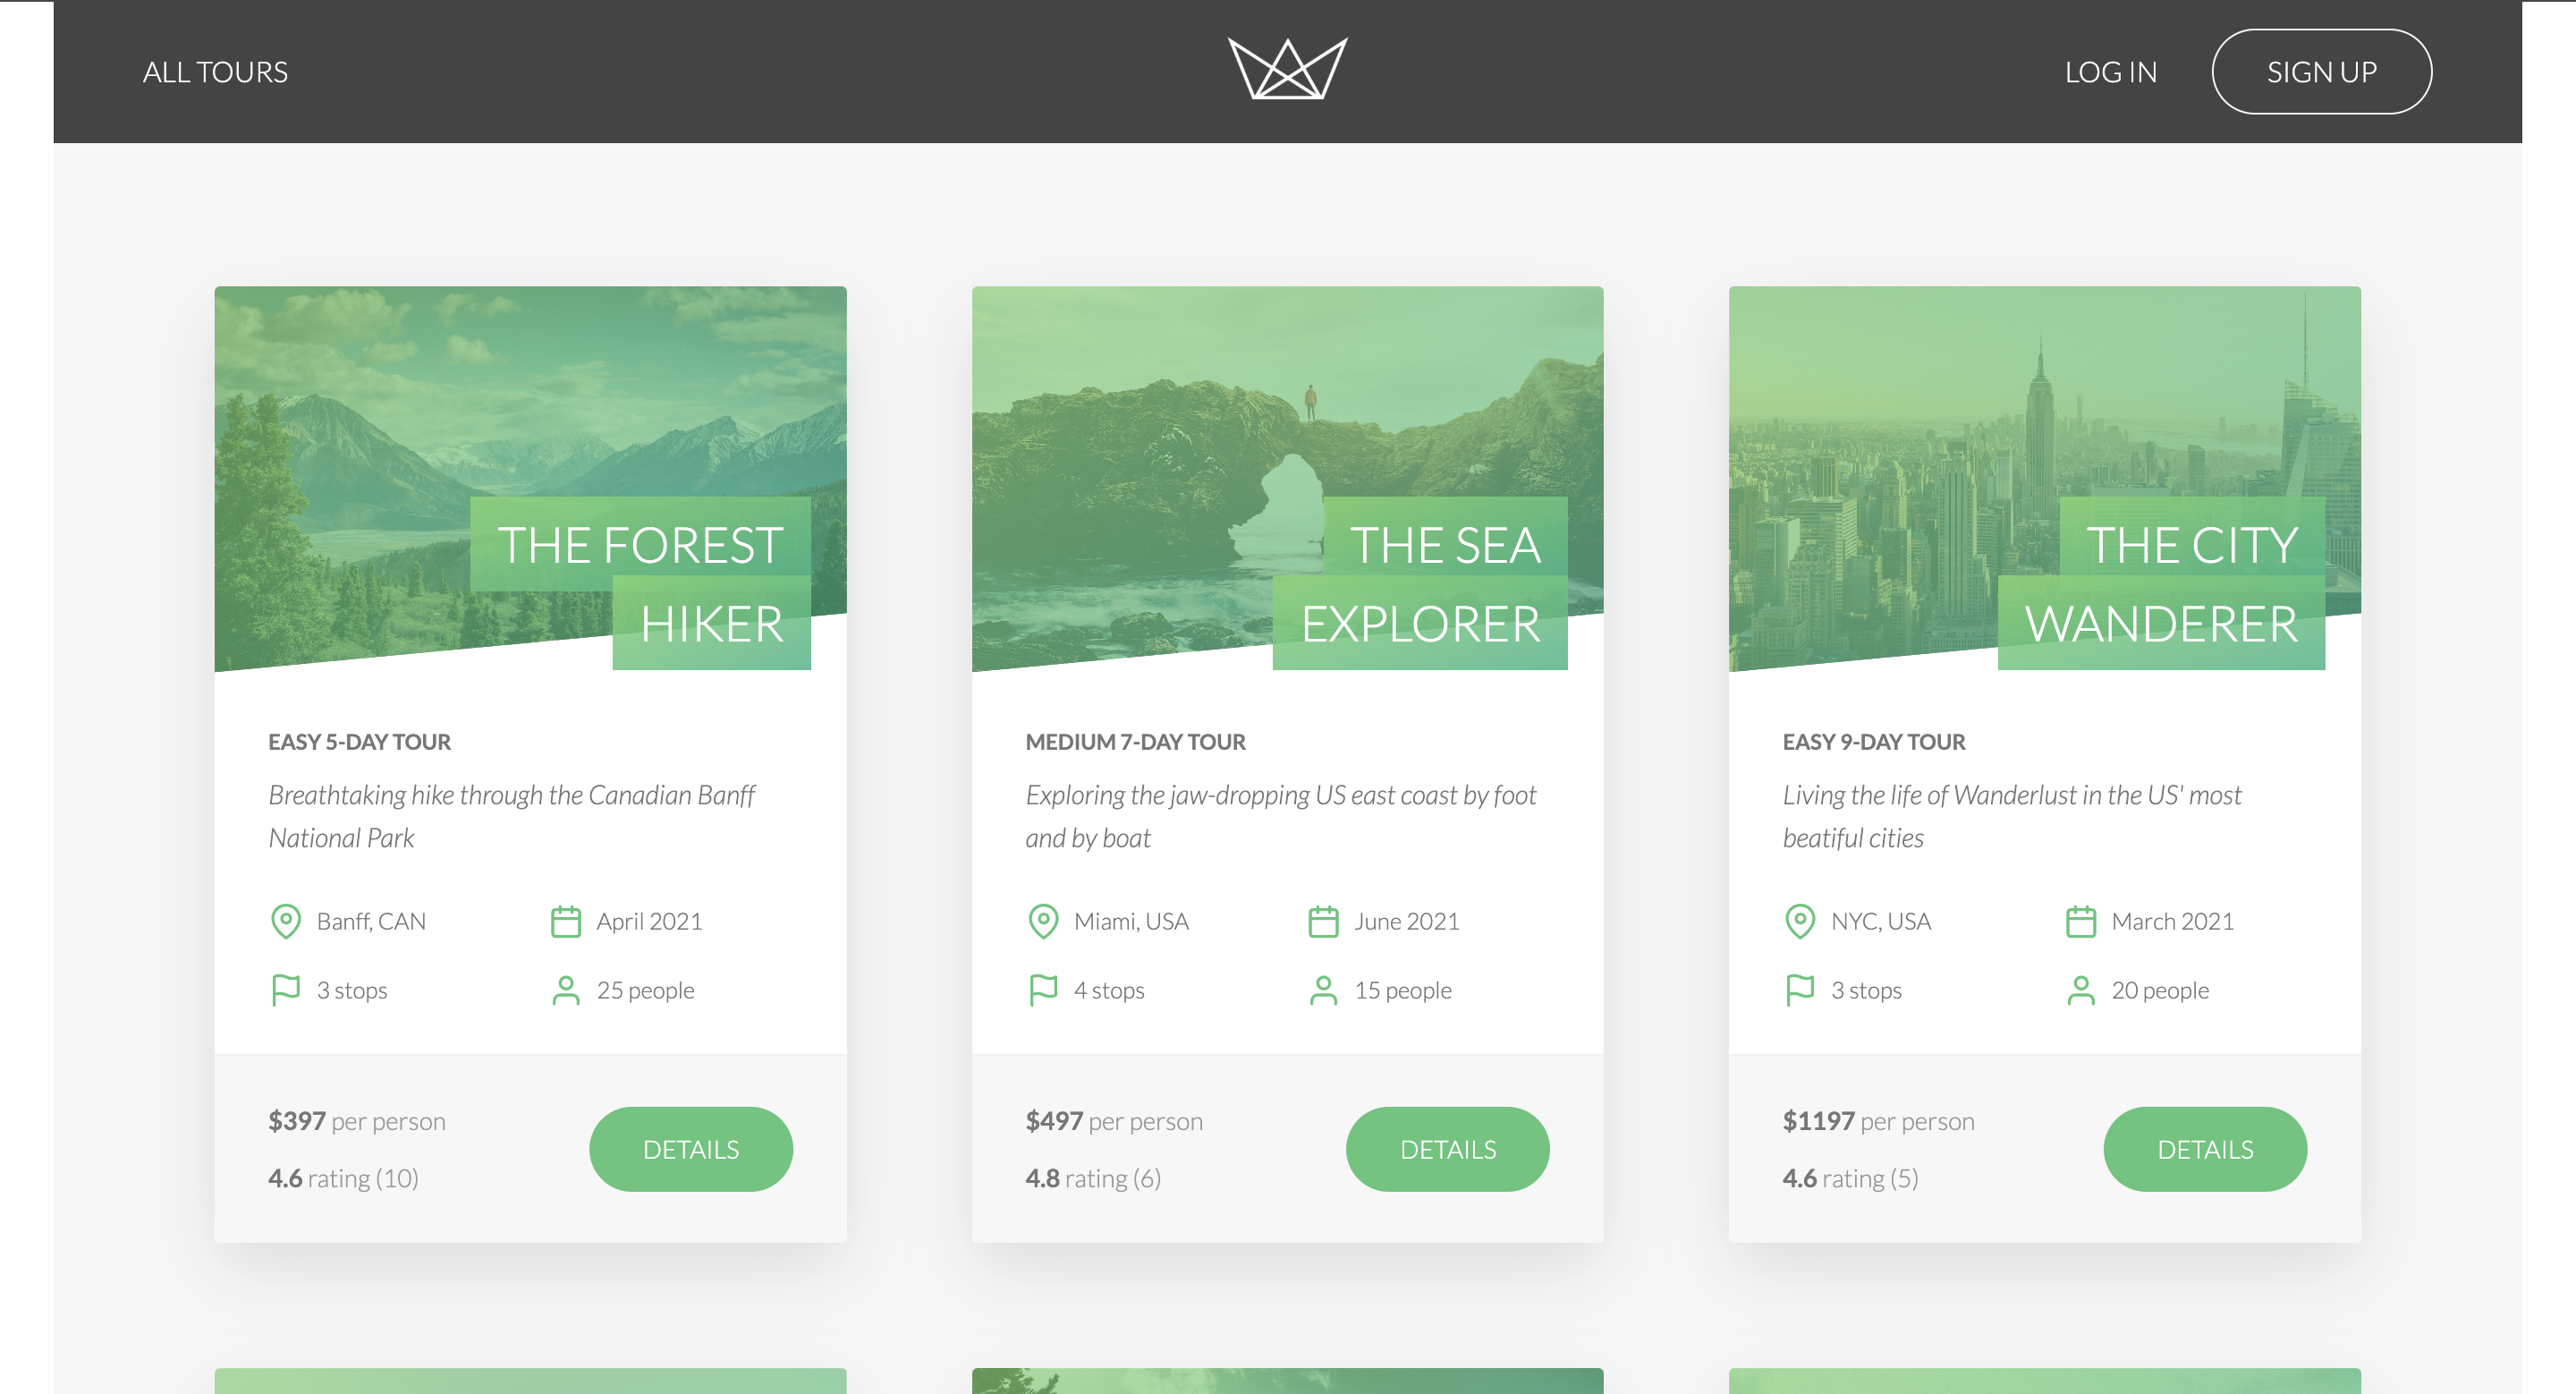 ALL TOURS
LOG IN
SIGN UP
THE FOREST
HIKER
EASY 5-DAY TOUR
Breathtaking hike through the Canadian Banff
National Park
Banff, CAN
April 2021
3 stops
25 people
$397 per person
4.6 rating (10)
DETAILS
THE SEA
EXPLORER
MEDIUM 7-DAY TOUR
Exploring the jaw-dropping US east coast by foot
and by boat
Miami, USA
June 2021
4 stops
15 people
$497 per person
4.8 rating (6)
DETAILS
THE CITY
WANDERER
EASY 9-DAY TOUR
Living the life of Wanderlust in the US' most
beatiful cities
NYC, USA
March 2021
3 stops
20 people
$1197 per person
4.6 rating (5)
DETAILS